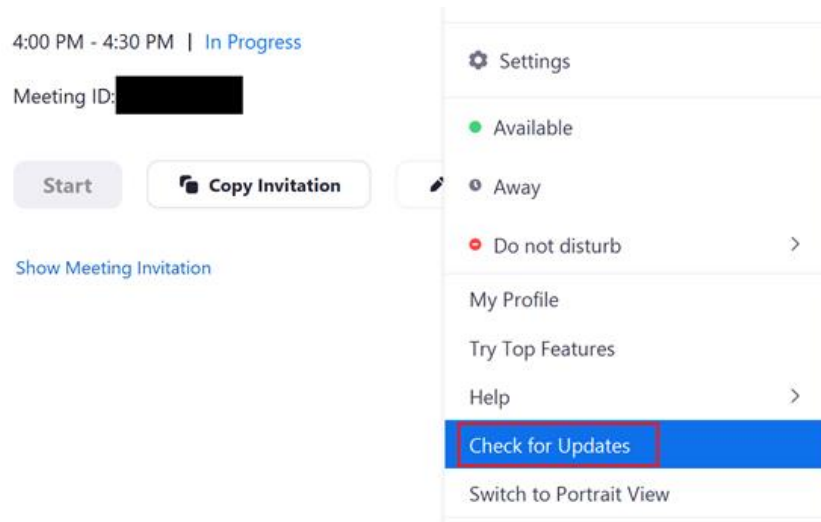 4:00 PM - 4:30 PM | In Progress
Meeting ID:
Start
Copy Invitation
Show Meeting Invitation
Settings
Available
Away
Do not disturb
My Profile
Try Top Features
Help
Check for Updates
Switch to Portrait View